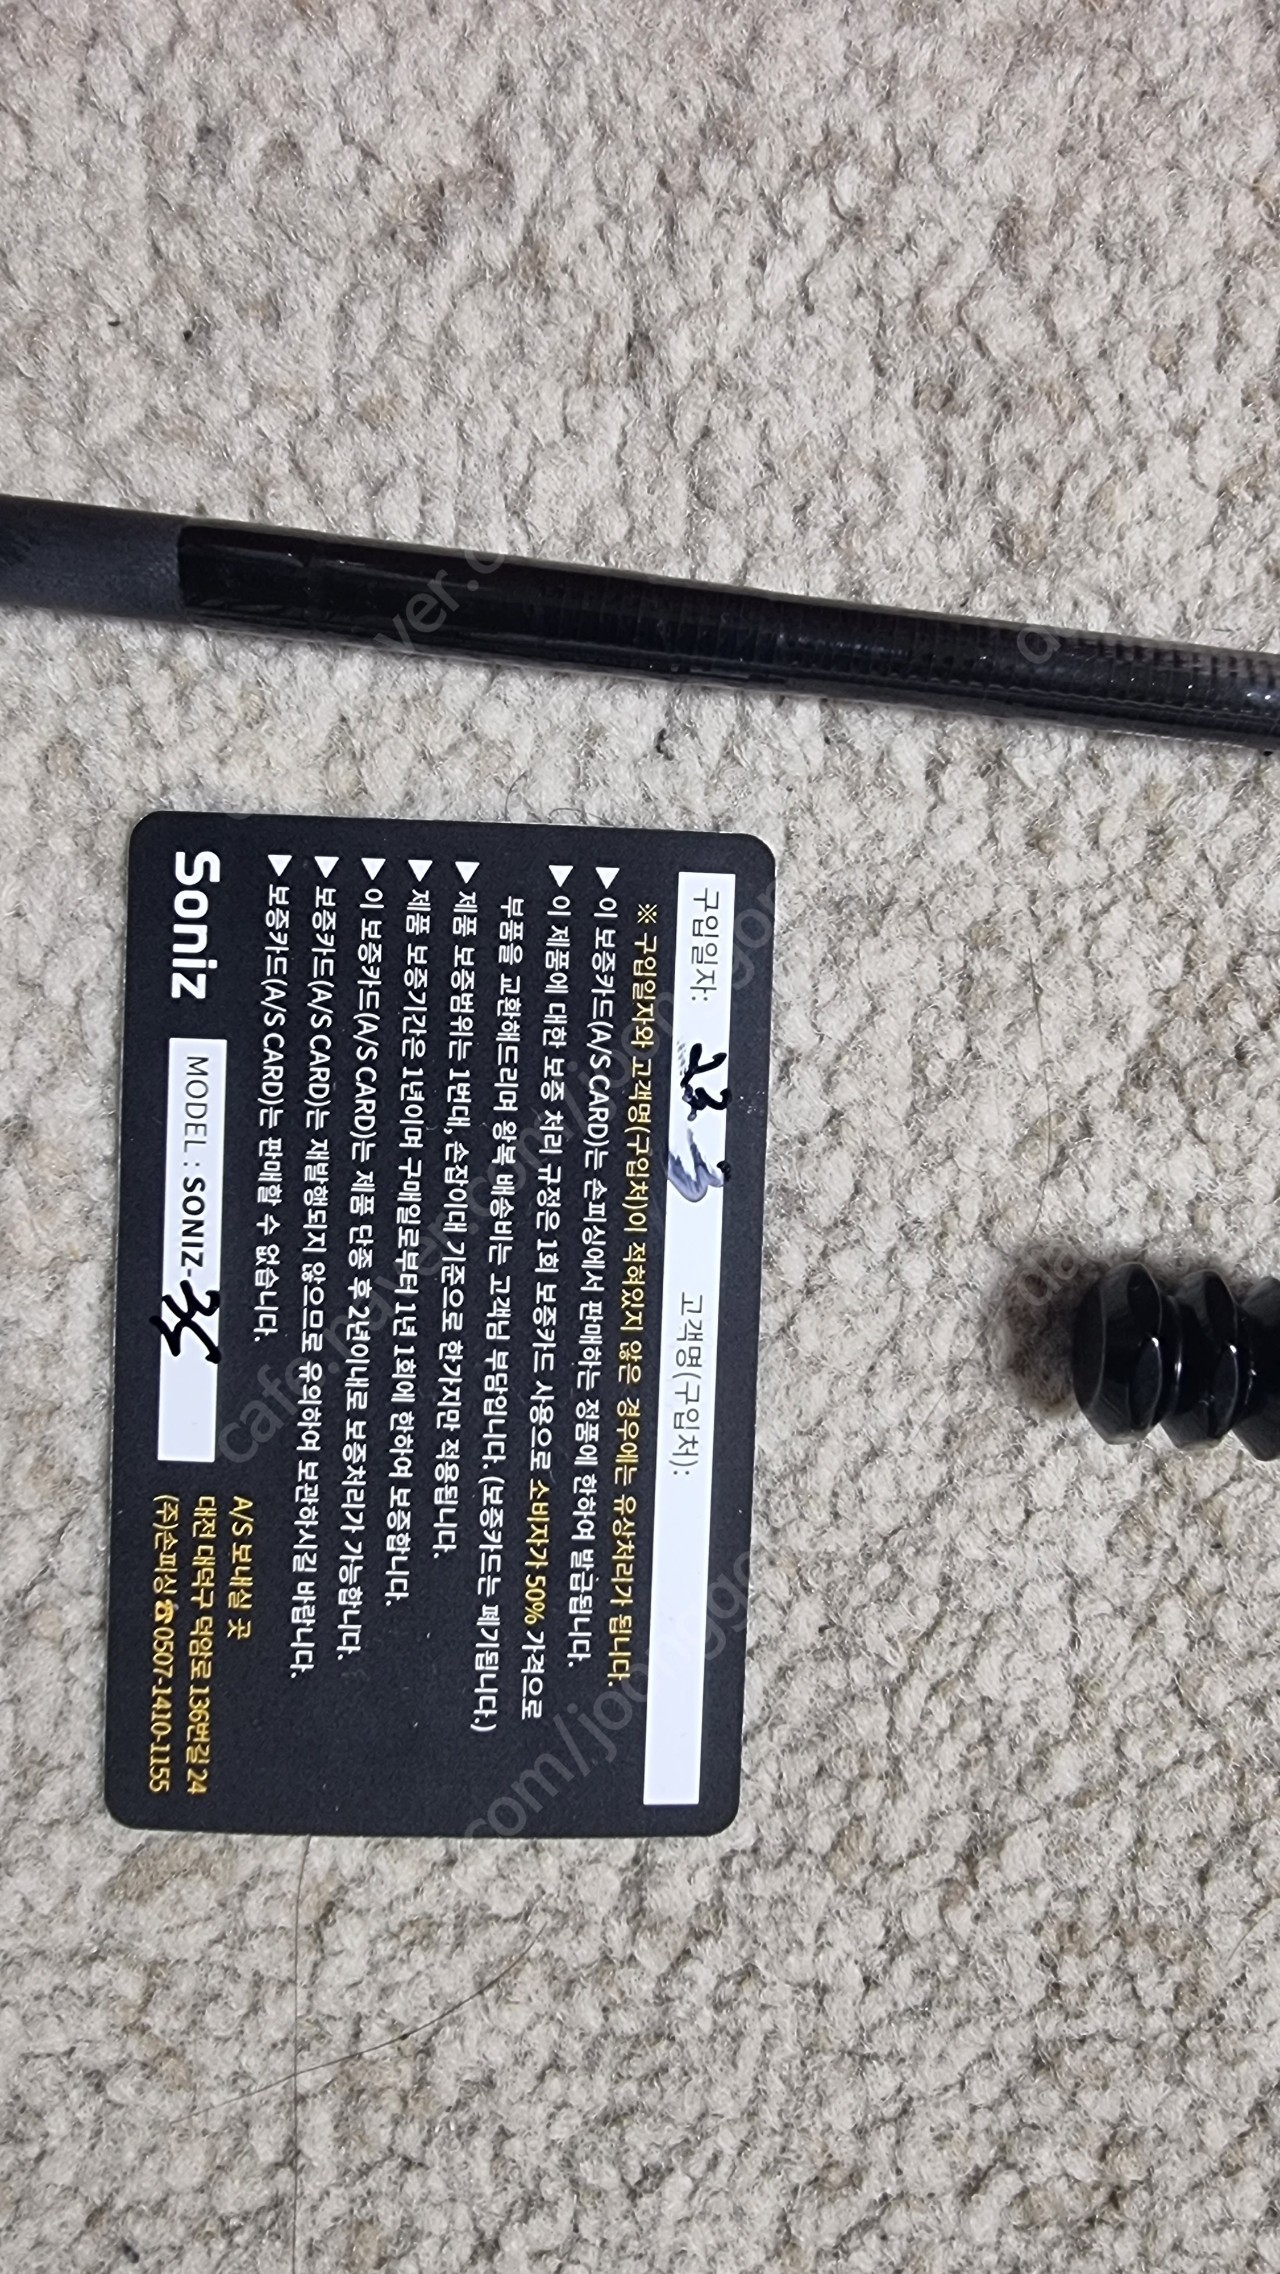 구입일자: 23. 고객명(구입처):
※ 구입일자와 고객명(구입처)이 적혀있지 않은 경우에는 유상처리가 됩니다.
▶ 이 보증카드(A/S CARD)는 손피싱에서 판매하는 정품에 한하여 발급됩니다.
▶ 이 제품에 대한 보증 처리 규정은 1회 보증카드 사용으로 소비자가 50% 가격으로
부품을 교환해드리며 왕복 배송비는 고객님 부담입니다. (보증카드는 폐기됩니다.)
▶ 제품 보증범위는 1번대, 손잡이대 기준으로 한가지만 적용됩니다.
▶ 제품 보증기간은 1년이며 구매일로부터 1년 1회에 한하여 보증합니다.
▶ 이 보증카드(A/S CARD)는 제품 단종 후 2년이내로 보증처리가 가능합니다.
▶ 보증카드(A/S CARD)는 재발행되지 않으므로 유의하여 보관하시길 바랍니다.
▶ 보증카드(A/S CARD)는 판매할 수 없습니다.
Soniz MODEL : SONIZ-35
A/S 보내실 곳
대전 대덕구 덕암로 136번길 24
(주)손피싱 ☎0507-1410-1155
cafe.naver.com/joonggo